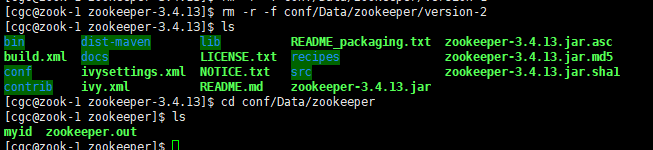 [cgc@zook-1 zookeeper-3.4.13]$ rm -r -f conf/Data/zookeeper/version-2
[cgc@zook-1 zookeeper-3.4.13]$ ls
bin dist-maven lib README_packaging.txt zookeeper-3.4.13.jar.asc
build.xml docs LICENSE.txt recipes zookeeper-3.4.13.jar.md5
conf ivysettings.xml NOTICE.txt src zookeeper-3.4.13.jar.sha1
contrib ivy.xml README.md zookeeper-3.4.13.jar
[cgc@zook-1 zookeeper-3.4.13]$ cd conf/Data/zookeeper
[cgc@zook-1 zookeeper]$ ls
myid zookeeper.out
[cgc@zook-1 zookeeper]$